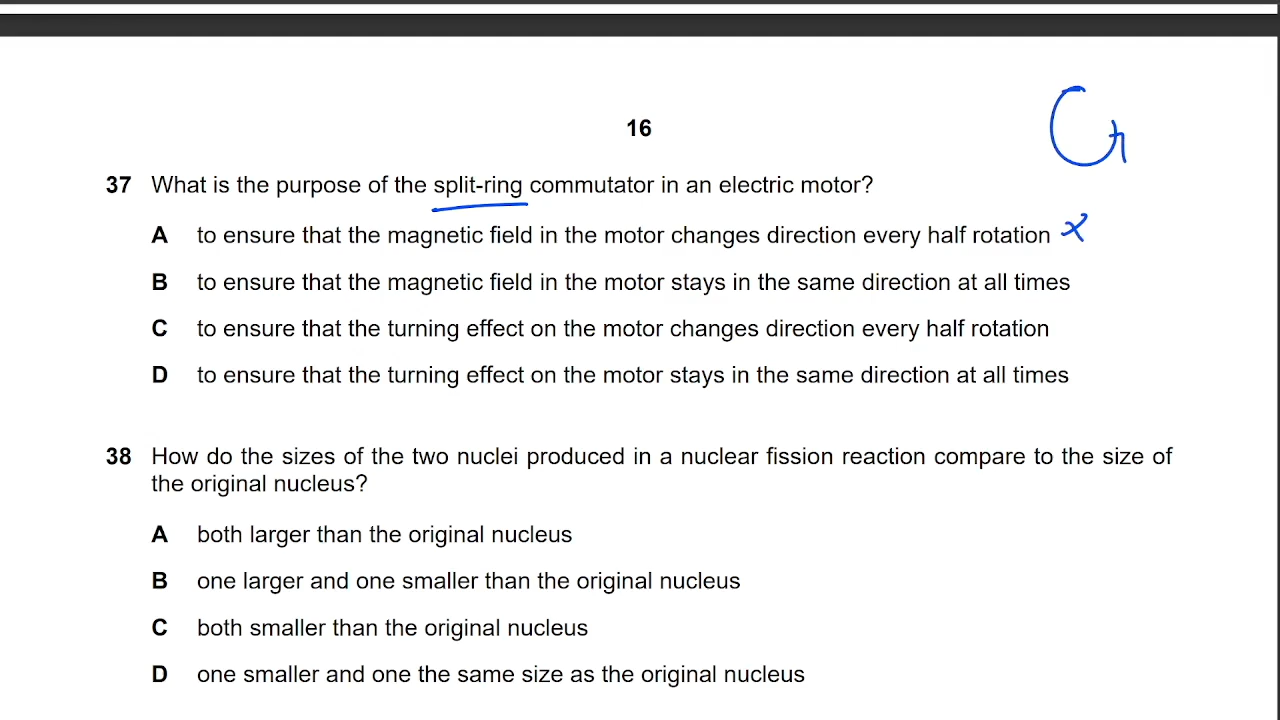 16
37 What is the purpose of the split-ring commutator in an electric motor?
A to ensure that the magnetic field in the motor changes direction every half rotation x
B to ensure that the magnetic field in the motor stays in the same direction at all times
C to ensure that the turning effect on the motor changes direction every half rotation
D to ensure that the turning effect on the motor stays in the same direction at all times
38 How do the sizes of the two nuclei produced in a nuclear fission reaction compare to the size of
the original nucleus?
A both larger than the original nucleus
B one larger and one smaller than the original nucleus
C both smaller than the original nucleus
D one smaller and one the same size as the original nucleus